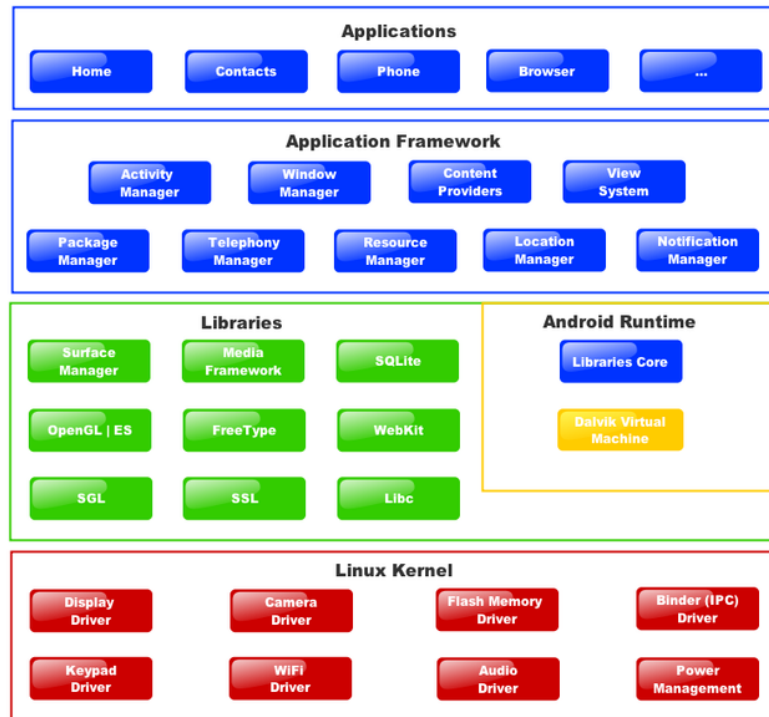 Applications
Home
Contacts
Phone
Browser
...
Application Framework
Activity
Manager
Window
Manager
Content
Providers
View
System
Package
Manager
Telephony
Manager
Resource
Manager
Location
Manager
Notification
Manager
Libraries
Surface
Manager
Media
Framework
SQLite
OpenGL | ES
FreeType
WebKit
SGL
SSL
Libc
Android Runtime
Libraries Core
Dalvik Virtual
Machine
Linux Kernel
Display
Driver
Camera
Driver
Flash Memory
Driver
Binder (IPC)
Driver
Keypad
Driver
WiFi
Driver
Audio
Driver
Power
Management